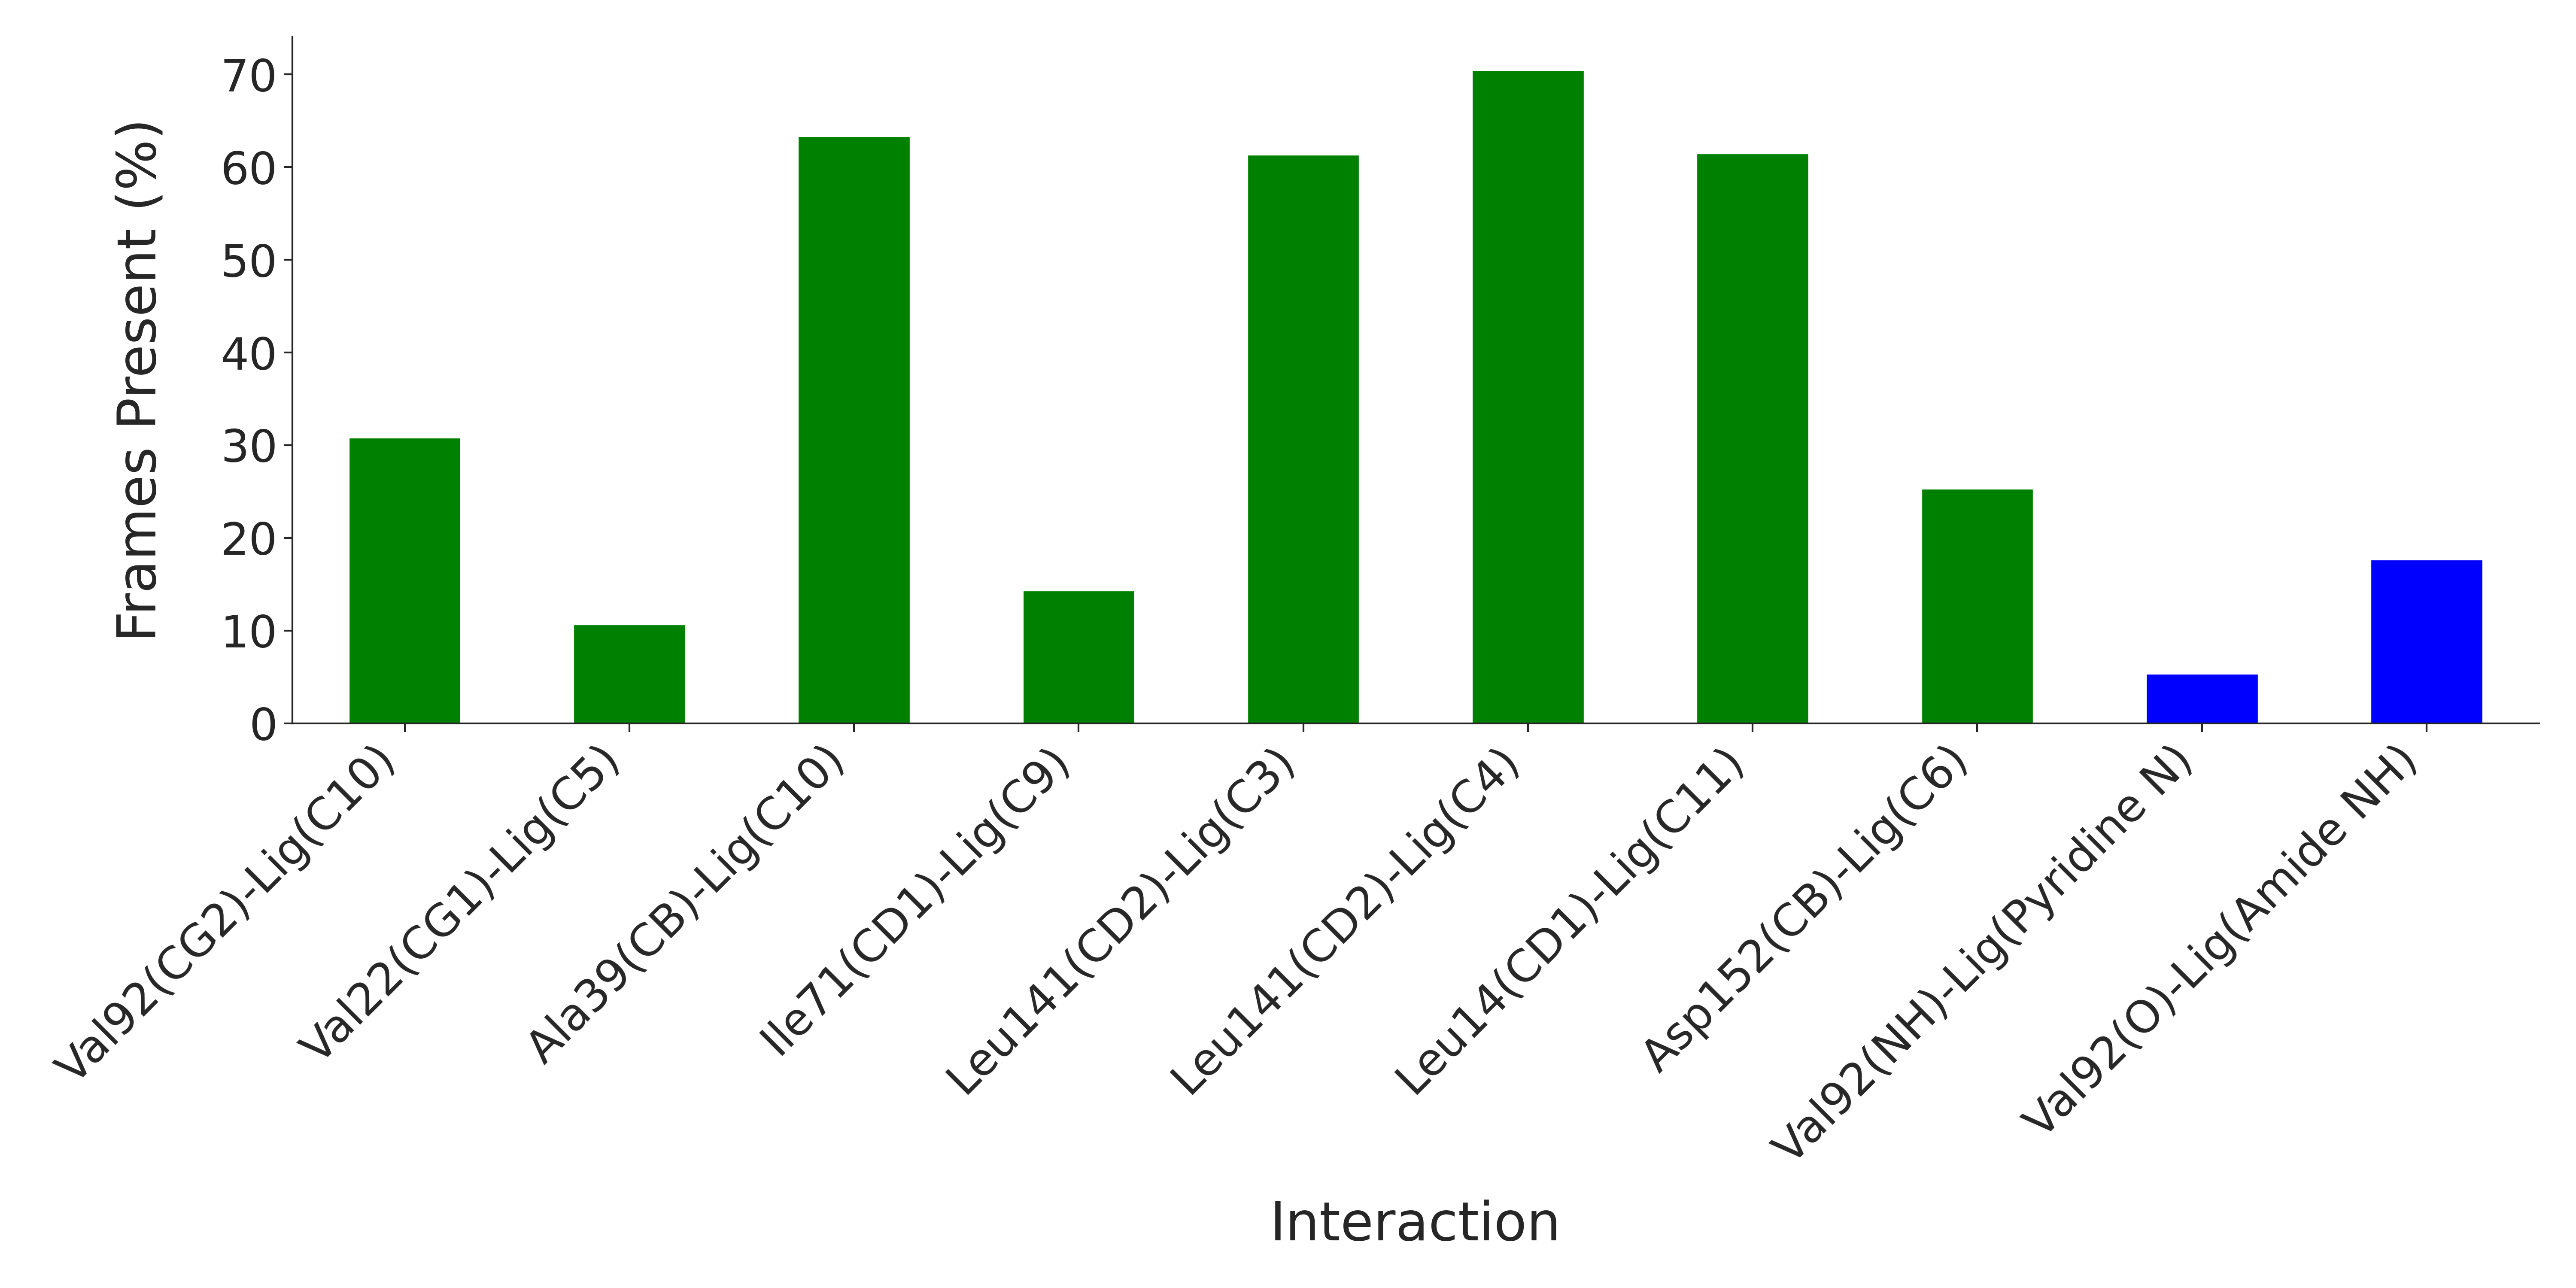 Frames Present (%)
70
60
50
40
30
20
10
0
Val92(CG2)-Lig(C10)
Val22(CG1)-Lig(C5)
Ala39(CB)-Lig(C10)
Ile71(CD1)-Lig(C9)
Leu141(CD2)-Lig(C3)
Leu141(CD2)-Lig(C4)
Leu14(CD1)-Lig(C11)
Asp152(CB)-Lig(C6)
Val92(NH)-Lig(Pyridine N)
Val92(O)-Lig(Amide NH)
Interaction